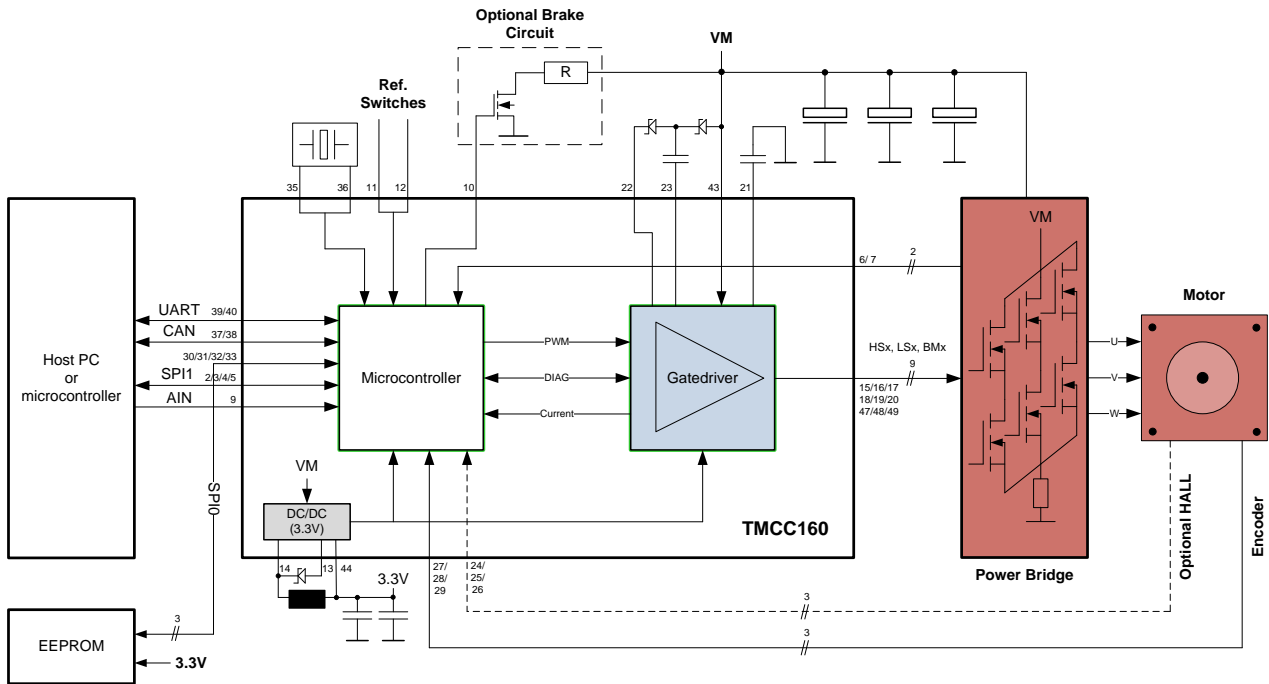 Optional Brake
Circuit
VM
R
Ref.
Switches
35
36
11
12
10
22
23
43
21
Host PC
or
microcontroller
UART
39/40
CAN
37/38
30/31/32/33
SPI1
2/3/4/5
AIN
9
SPI0
Microcontroller
PWM
DIAG
Current
Gatedriver
6/ 7
2
HSx, LSx, BMx
9
15/16/17
18/19/20
47/48/49
VM
Power Bridge
U
V
W
Motor
Optional HALL
Encoder
VM
DC/DC
(3.3V)
TMCC160
14
13
44
3.3V
27/
28/
29
24/
25/
26
3
3
EEPROM
3
3.3V